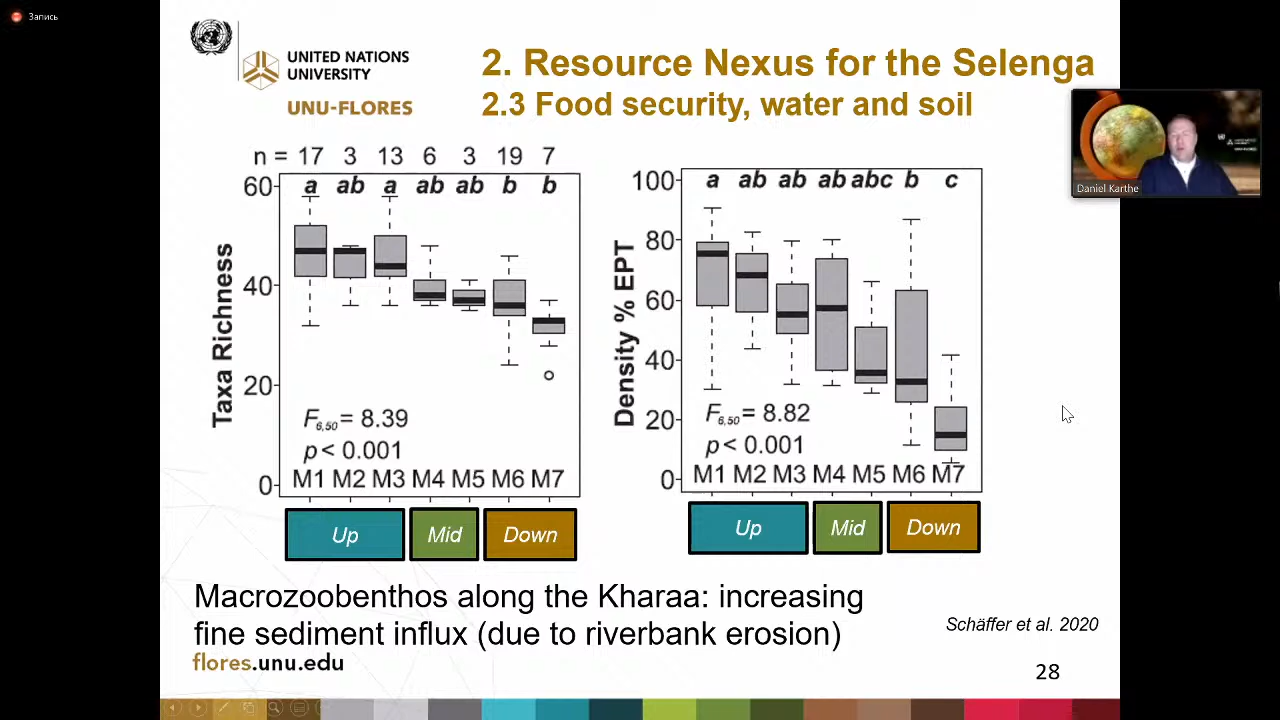 Запись
UNITED NATIONS
UNIVERSITY
UNU-FLORES
2. Resource Nexus for the Selenga
2.3 Food security, water and soil
Daniel Karthe
n = 17 3 13 6 3 19 7
a ab a ab ab b b
60
40
20
0
Taxa Richness
F6,50 = 8.39
p < 0.001
M1 M2 M3 M4 M5 M6 M7
Up Mid Down
a ab ab ab abc b c
100
80
60
40
20
0
Density % EPT
F6,50 = 8.82
p < 0.001
M1 M2 M3 M4 M5 M6 M7
Up Mid Down
Macrozoobenthos along the Kharaa: increasing
fine sediment influx (due to riverbank erosion)
Schäffer et al. 2020
flores.unu.edu
28